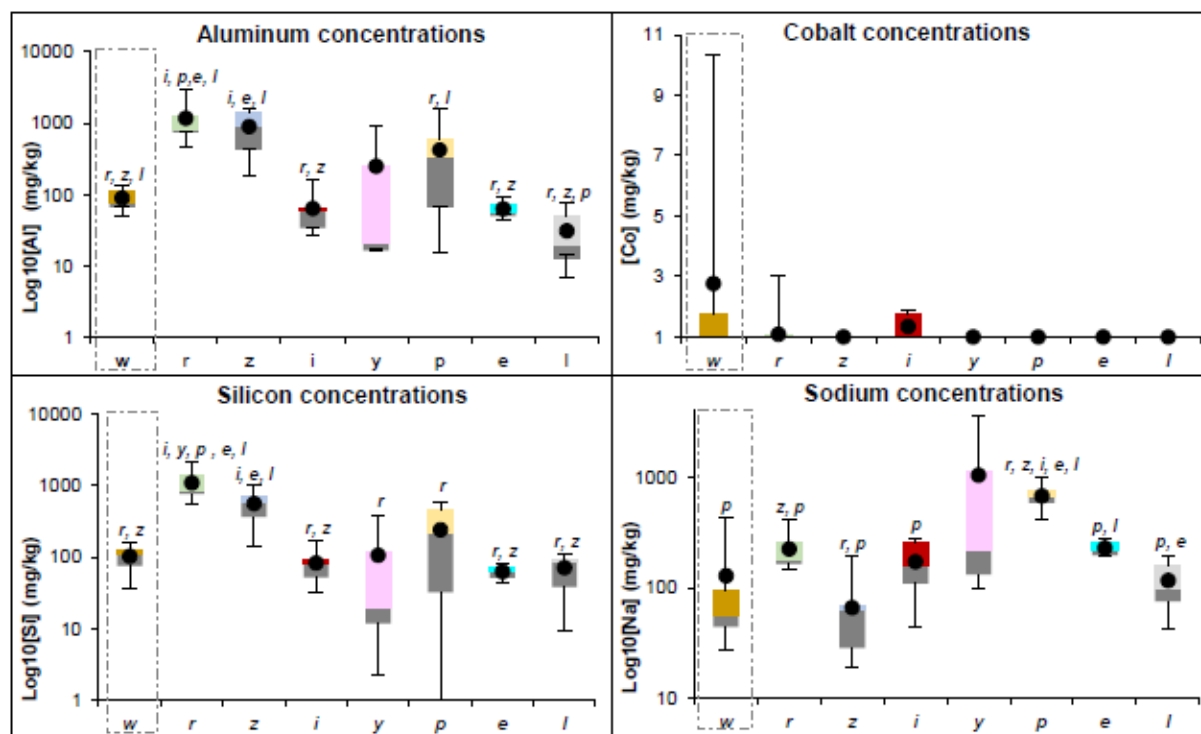 Aluminum concentrations
Log10[Al] (mg/kg)
10000
1000
100
10
1
r, z, l
i, p,e, l
i, e, l
r, z
r, l
r, z
r, z, p
w r z i y p e l
Cobalt concentrations
[Co] (mg/kg)
11
9
7
5
3
1
w r z i y p e l
Silicon concentrations
Log10[Si] (mg/kg)
10000
1000
100
10
1
r, z
i, y, p , e, l
i, e, l
r, z
r
r
r, z
r, z
w r z i y p e l
Sodium concentrations
Log10[Na] (mg/kg)
1000
100
10
p
z, p
r, p
p
r, z, i, e, l
p, l
p, e
w r z i y p e l